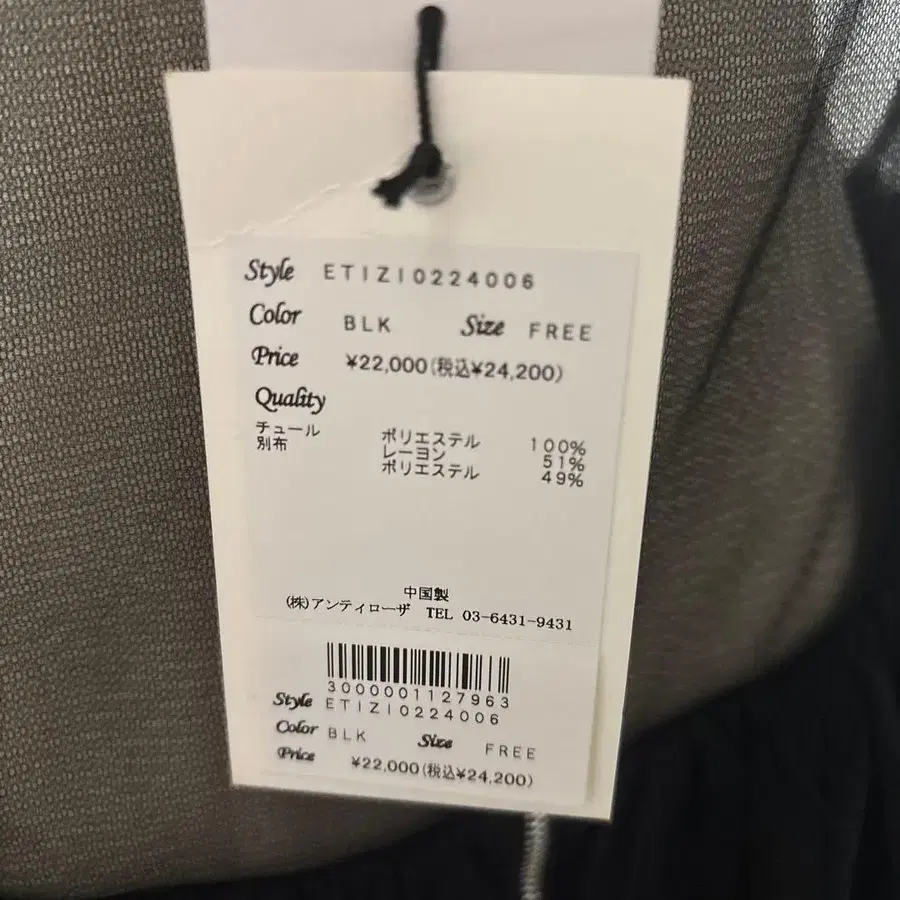 Style ETIZI0224006
Color BLK Size FREE
Price ¥22,000(税込¥24,200)
Quality
チュール ポリエステル 100%
別布 レーヨン 51%
ポリエステル 49%
中国製
(株)アンティローザ TEL 03-6431-9431
3000001127963
Style ETIZI0224006
Color BLK Size FREE
Price ¥22,000(税込¥24,200)